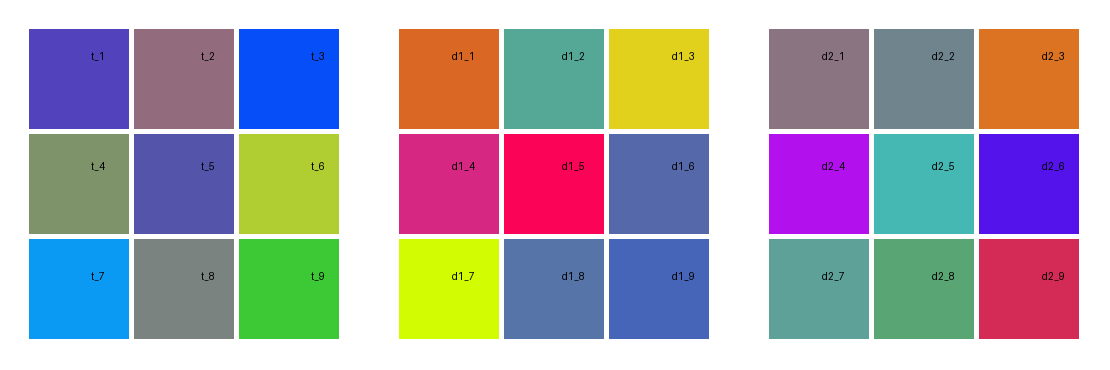 t_1 t_2 t_3 d1_1 d1_2 d1_3 d2_1 d2_2 d2_3
t_4 t_5 t_6 d1_4 d1_5 d1_6 d2_4 d2_5 d2_6
t_7 t_8 t_9 d1_7 d1_8 d1_9 d2_7 d2_8 d2_9